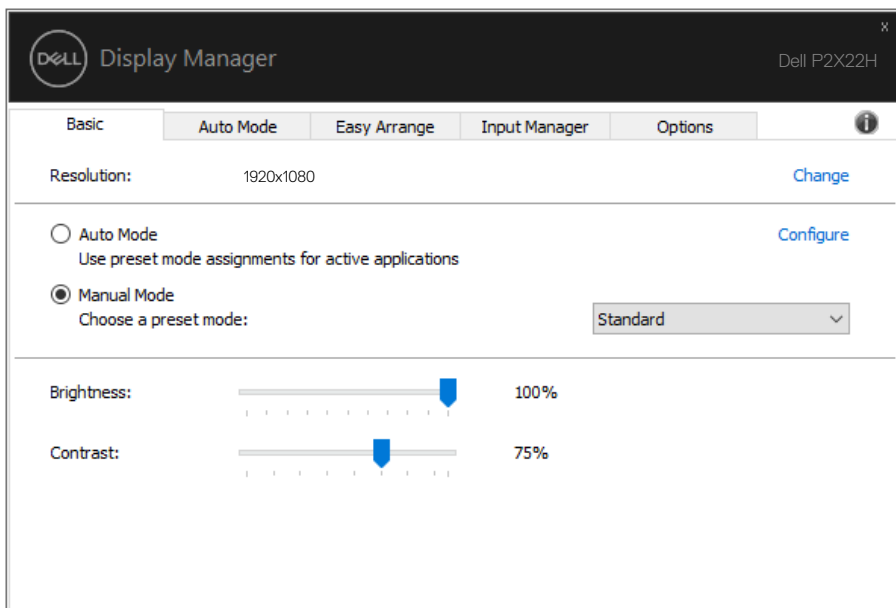 x
DELL Display Manager
Dell P2X22H
Basic Auto Mode Easy Arrange Input Manager Options i
Resolution: 1920x1080 Change
Auto Mode Configure
Use preset mode assignments for active applications
Manual Mode
Choose a preset mode: Standard
Brightness: 100%
Contrast: 75%